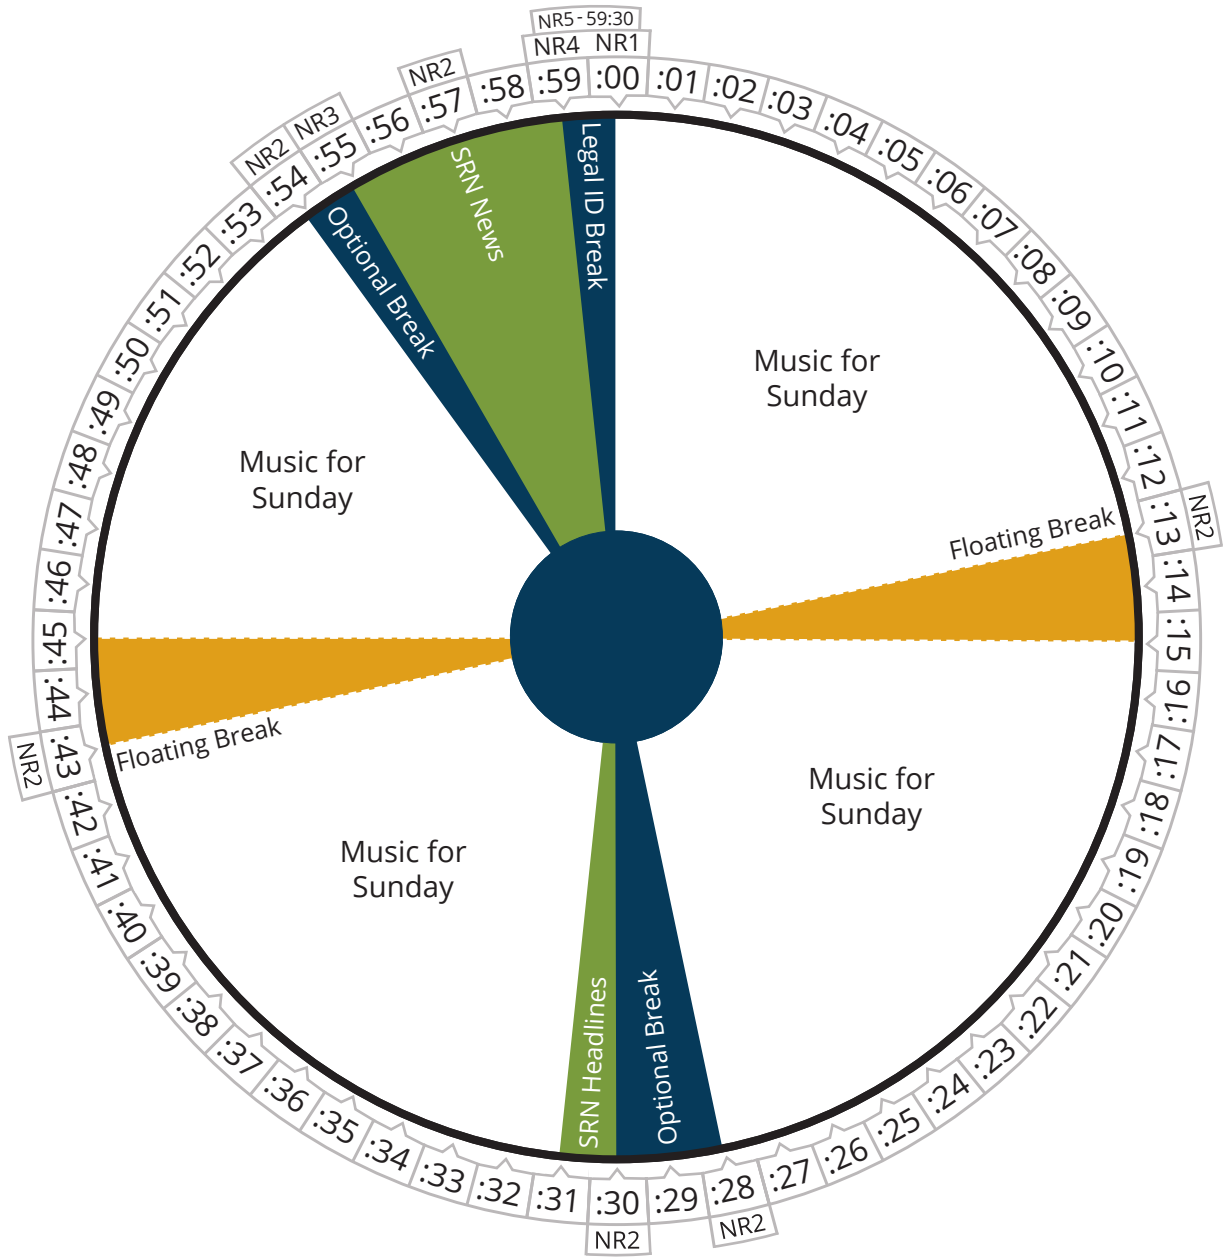 NR5 - 59:30
NR4 NR1
:00
:01
:02
:03
:04
:05
:06
:07
:08
:09
:10
:11
:12
:13
NR2
:14
:15
:16
:17
:18
:19
:20
:21
:22
:23
:24
:25
:26
:27
:28
NR2
:29
:30
NR2
:31
:32
:33
:34
:35
:36
:37
:38
:39
:40
:41
:42
:43
NR2
:44
:45
:46
:47
:48
:49
:50
:51
:52
:53
:54
NR2
:55
NR3
:56
:57
NR2
:58
:59
Legal ID Break
Music for
Sunday
Floating Break
Music for
Sunday
Optional Break
SRN Headlines
Music for
Sunday
Floating Break
Music for
Sunday
Optional Break
SRN News